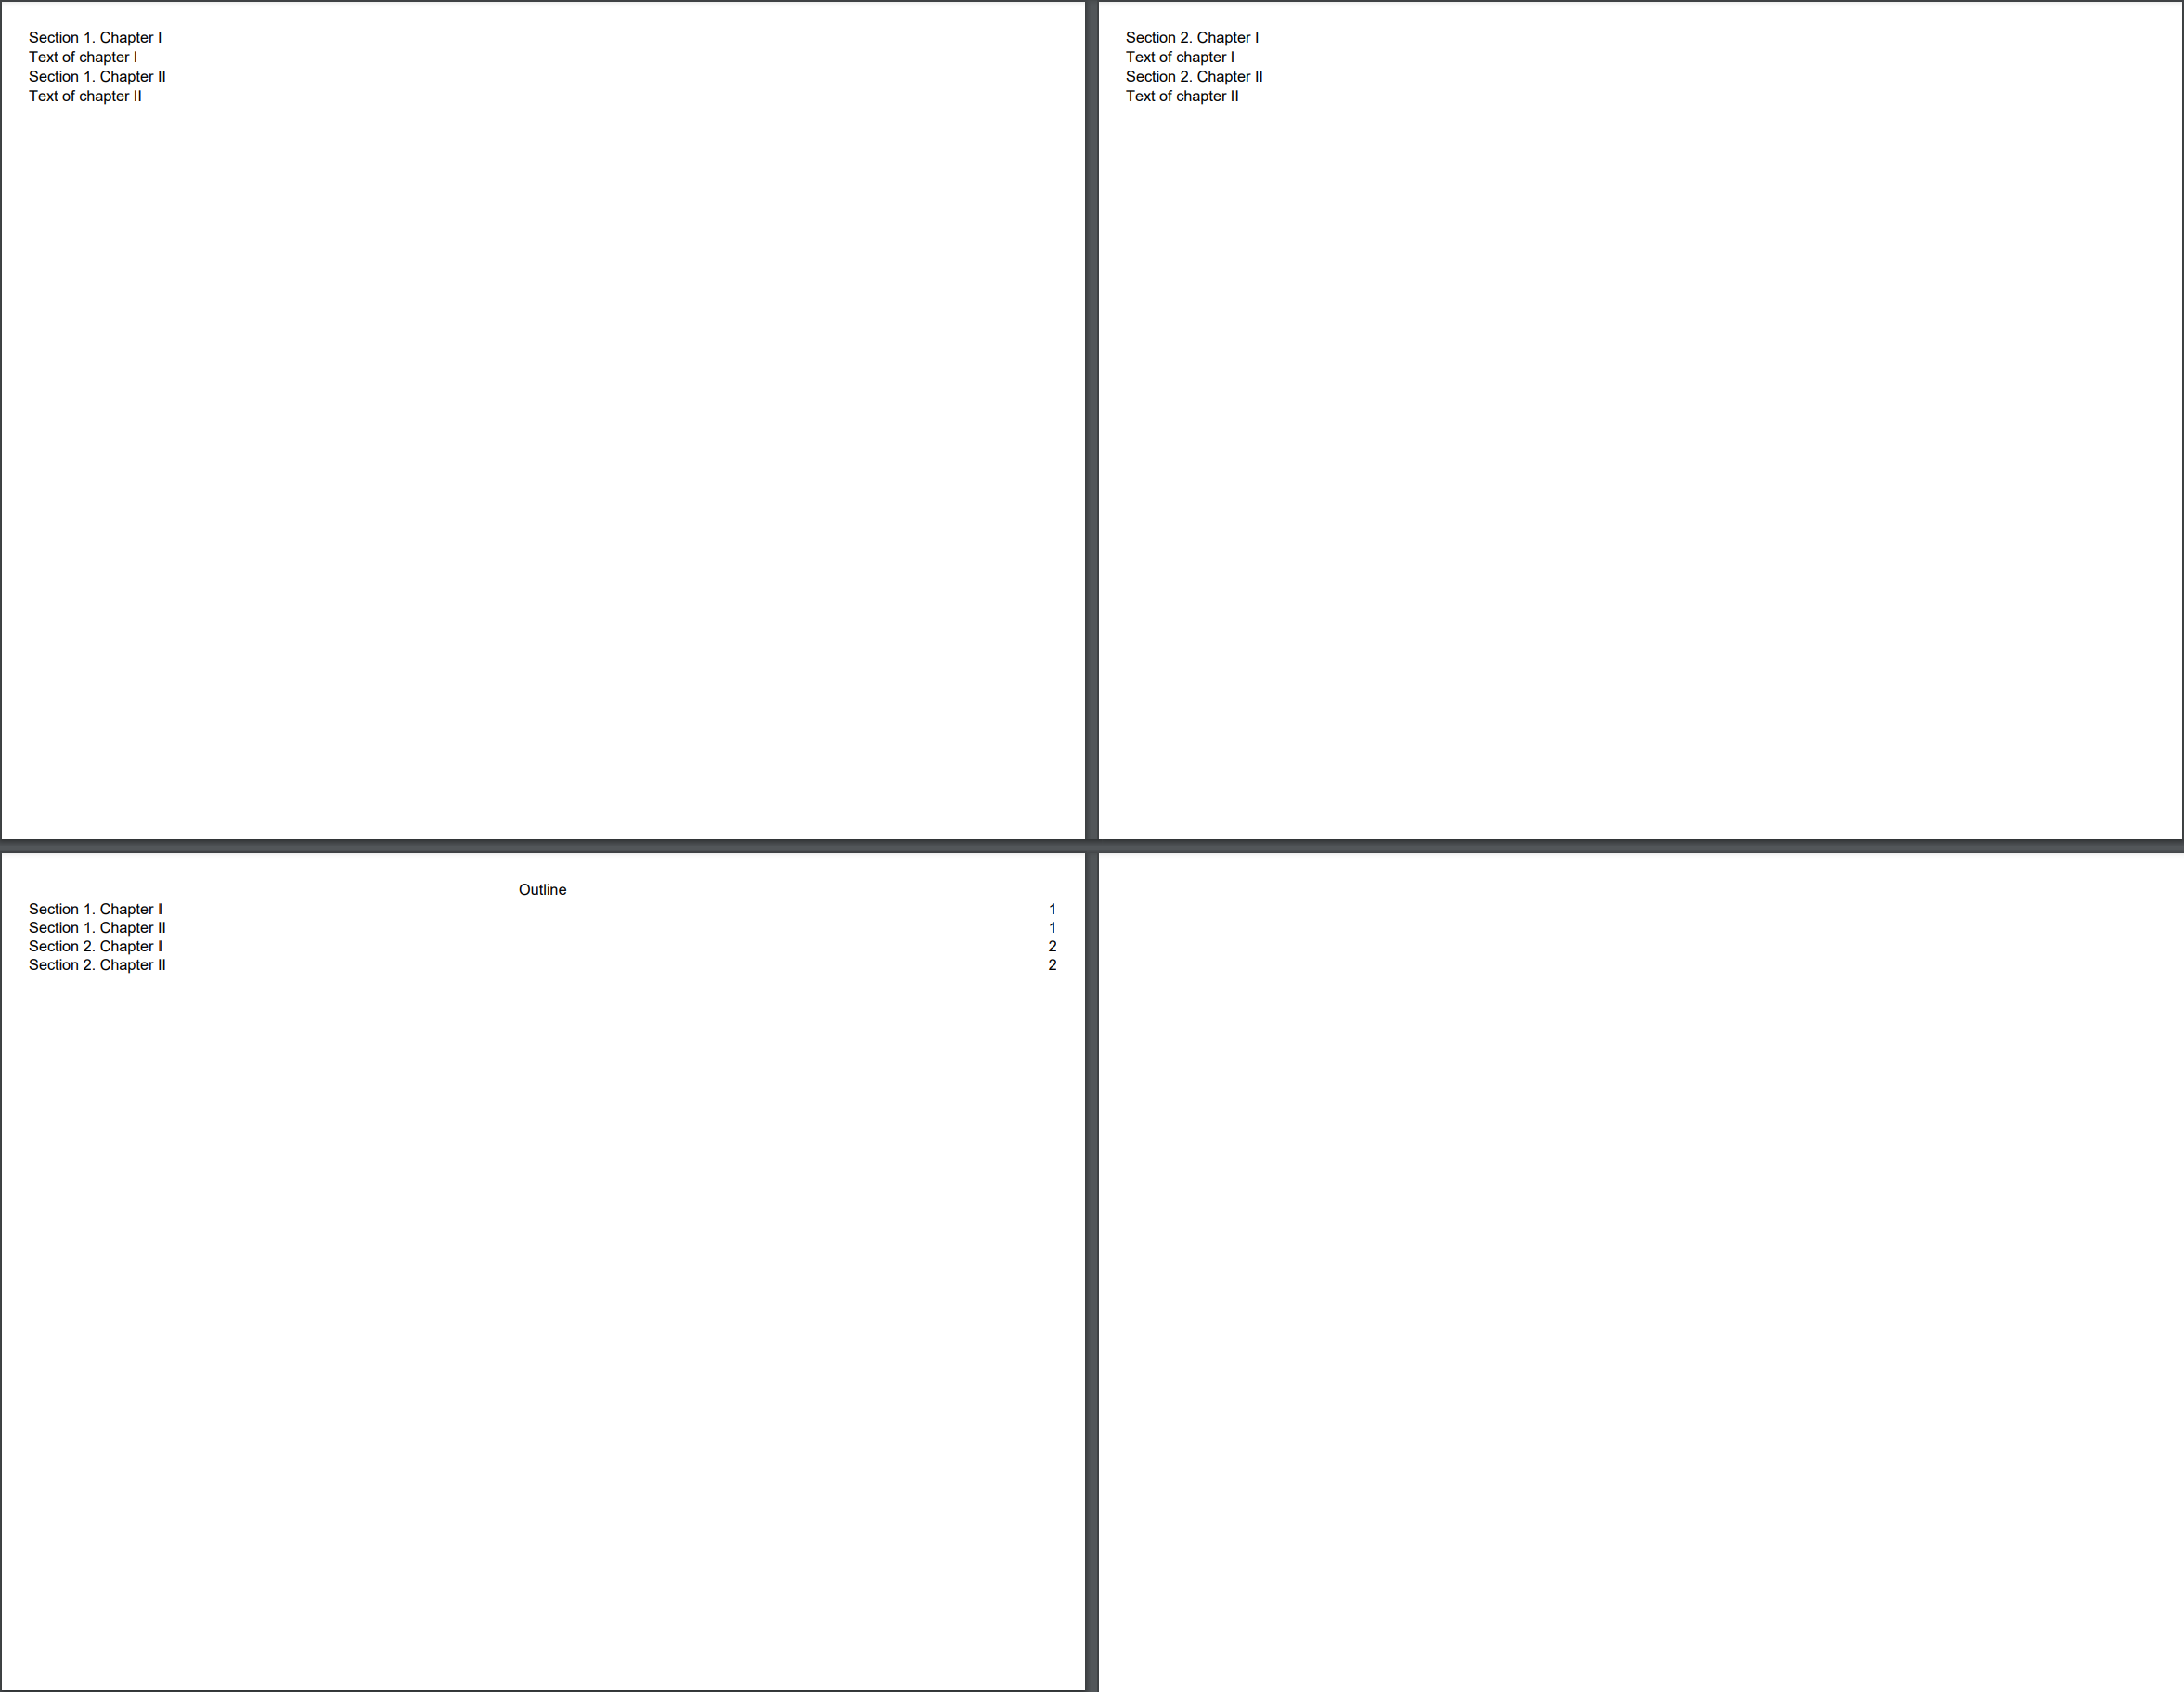 Section 1. Chapter I
Text of chapter I
Section 1. Chapter II
Text of chapter II
Section 2. Chapter I
Text of chapter I
Section 2. Chapter II
Text of chapter II
Outline
Section 1. Chapter I 1
Section 1. Chapter II 1
Section 2. Chapter I 2
Section 2. Chapter II 2